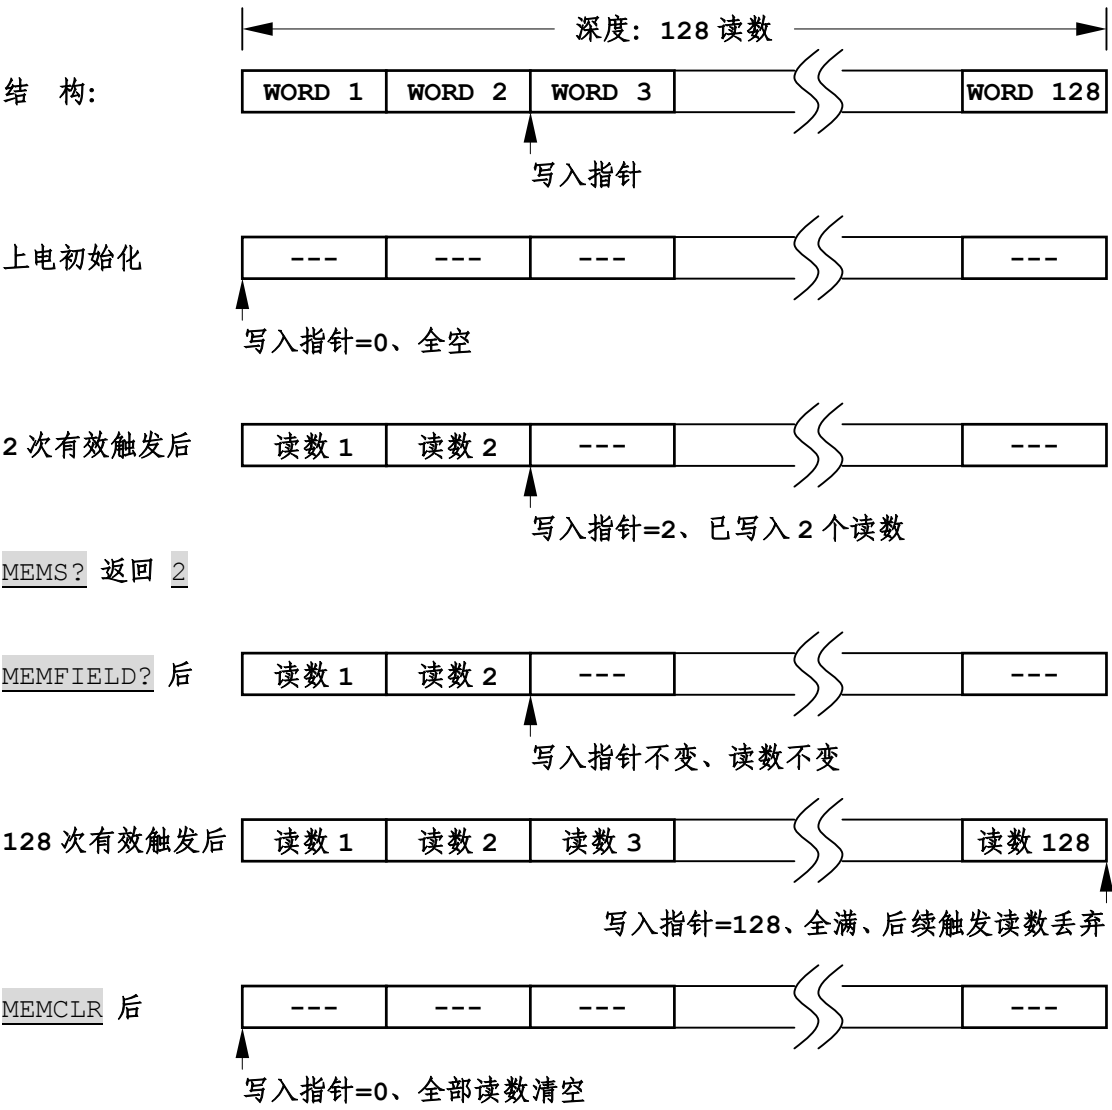 深度: 128 读数
结 构: WORD 1 WORD 2 WORD 3 WORD 128
写入指针
上电初始化 --- --- --- ---
写入指针=0、全空
2 次有效触发后 读数 1 读数 2 --- ---
写入指针=2、已写入 2 个读数
MEMS? 返回 2
MEMFIELD? 后 读数 1 读数 2 --- ---
写入指针不变、读数不变
128 次有效触发后 读数 1 读数 2 读数 3 读数 128
写入指针=128、全满、后续触发读数丢弃
MEMCLR 后 --- --- --- ---
写入指针=0、全部读数清空